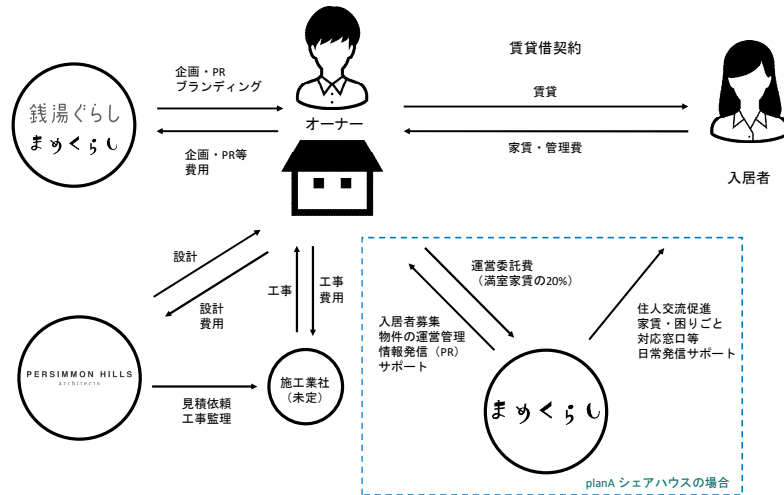 企画・PR
ブランディング
銭湯ぐらし
まめくらし
企画・PR等
費用
オーナー
賃貸借契約
賃貸
家賃・管理費
入居者
設計
設計
費用
工事
工事
費用
PERSIMMON HILLS
architects
見積依頼
工事監理
施工業社
（未定）
運営委託費
（満室家賃の20%）
入居者募集
物件の運営管理
情報発信（PR）
サポート
住人交流促進
家賃・困りごと
対応窓口等
日常発信サポート
まめくらし
planA シェアハウスの場合